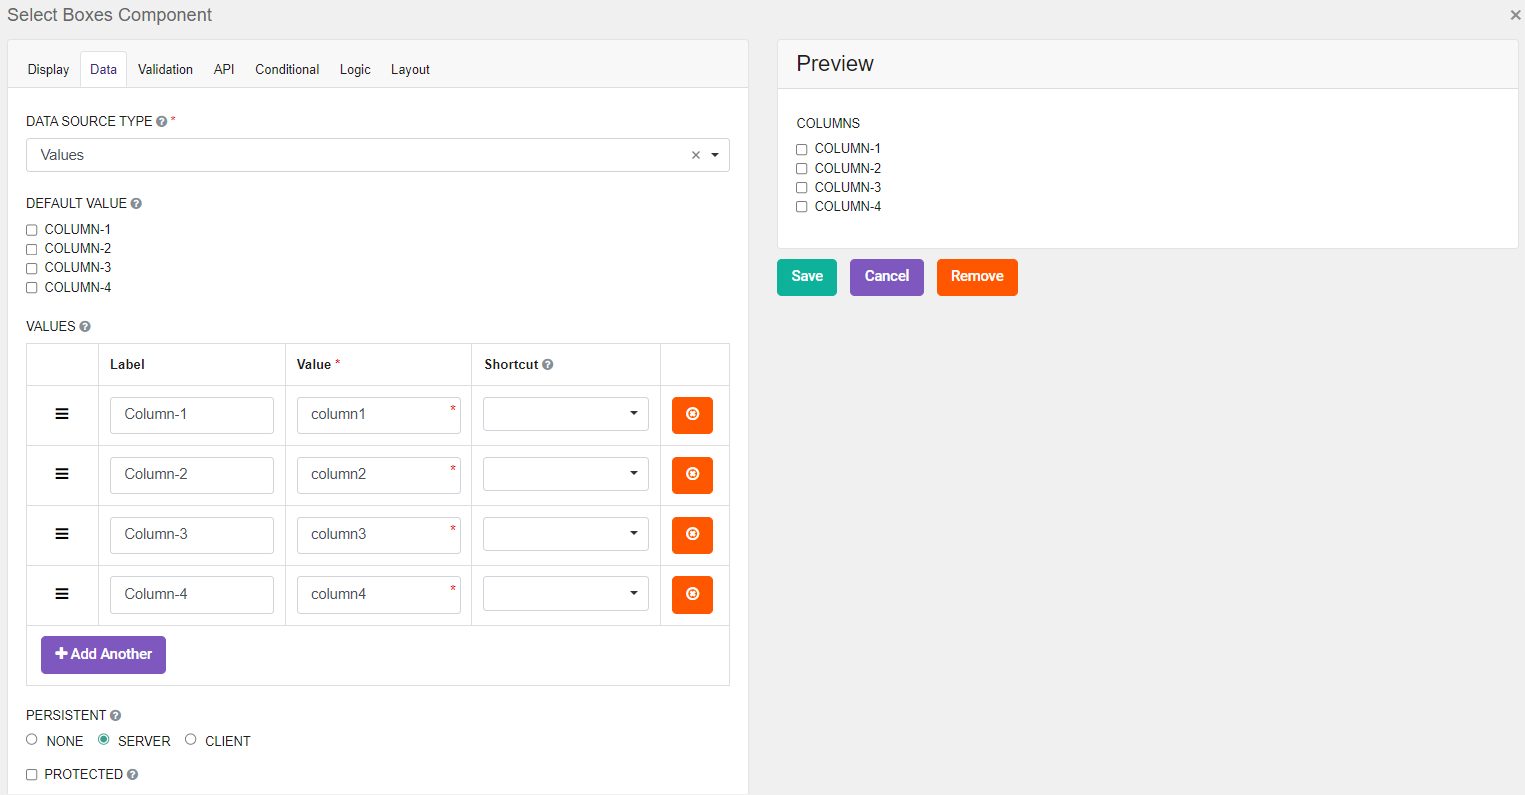 Select Boxes Component
×
Display Data Validation API Conditional Logic Layout
DATA SOURCE TYPE ? *
Values ×
DEFAULT VALUE ?
COLUMN-1
COLUMN-2
COLUMN-3
COLUMN-4
VALUES ?
Label Value * Shortcut ?
Column-1 column1 *
Column-2 column2 *
Column-3 column3 *
Column-4 column4 *
+ Add Another
PERSISTENT ?
NONE SERVER CLIENT
PROTECTED ?
Preview
COLUMNS
COLUMN-1
COLUMN-2
COLUMN-3
COLUMN-4
Save Cancel Remove